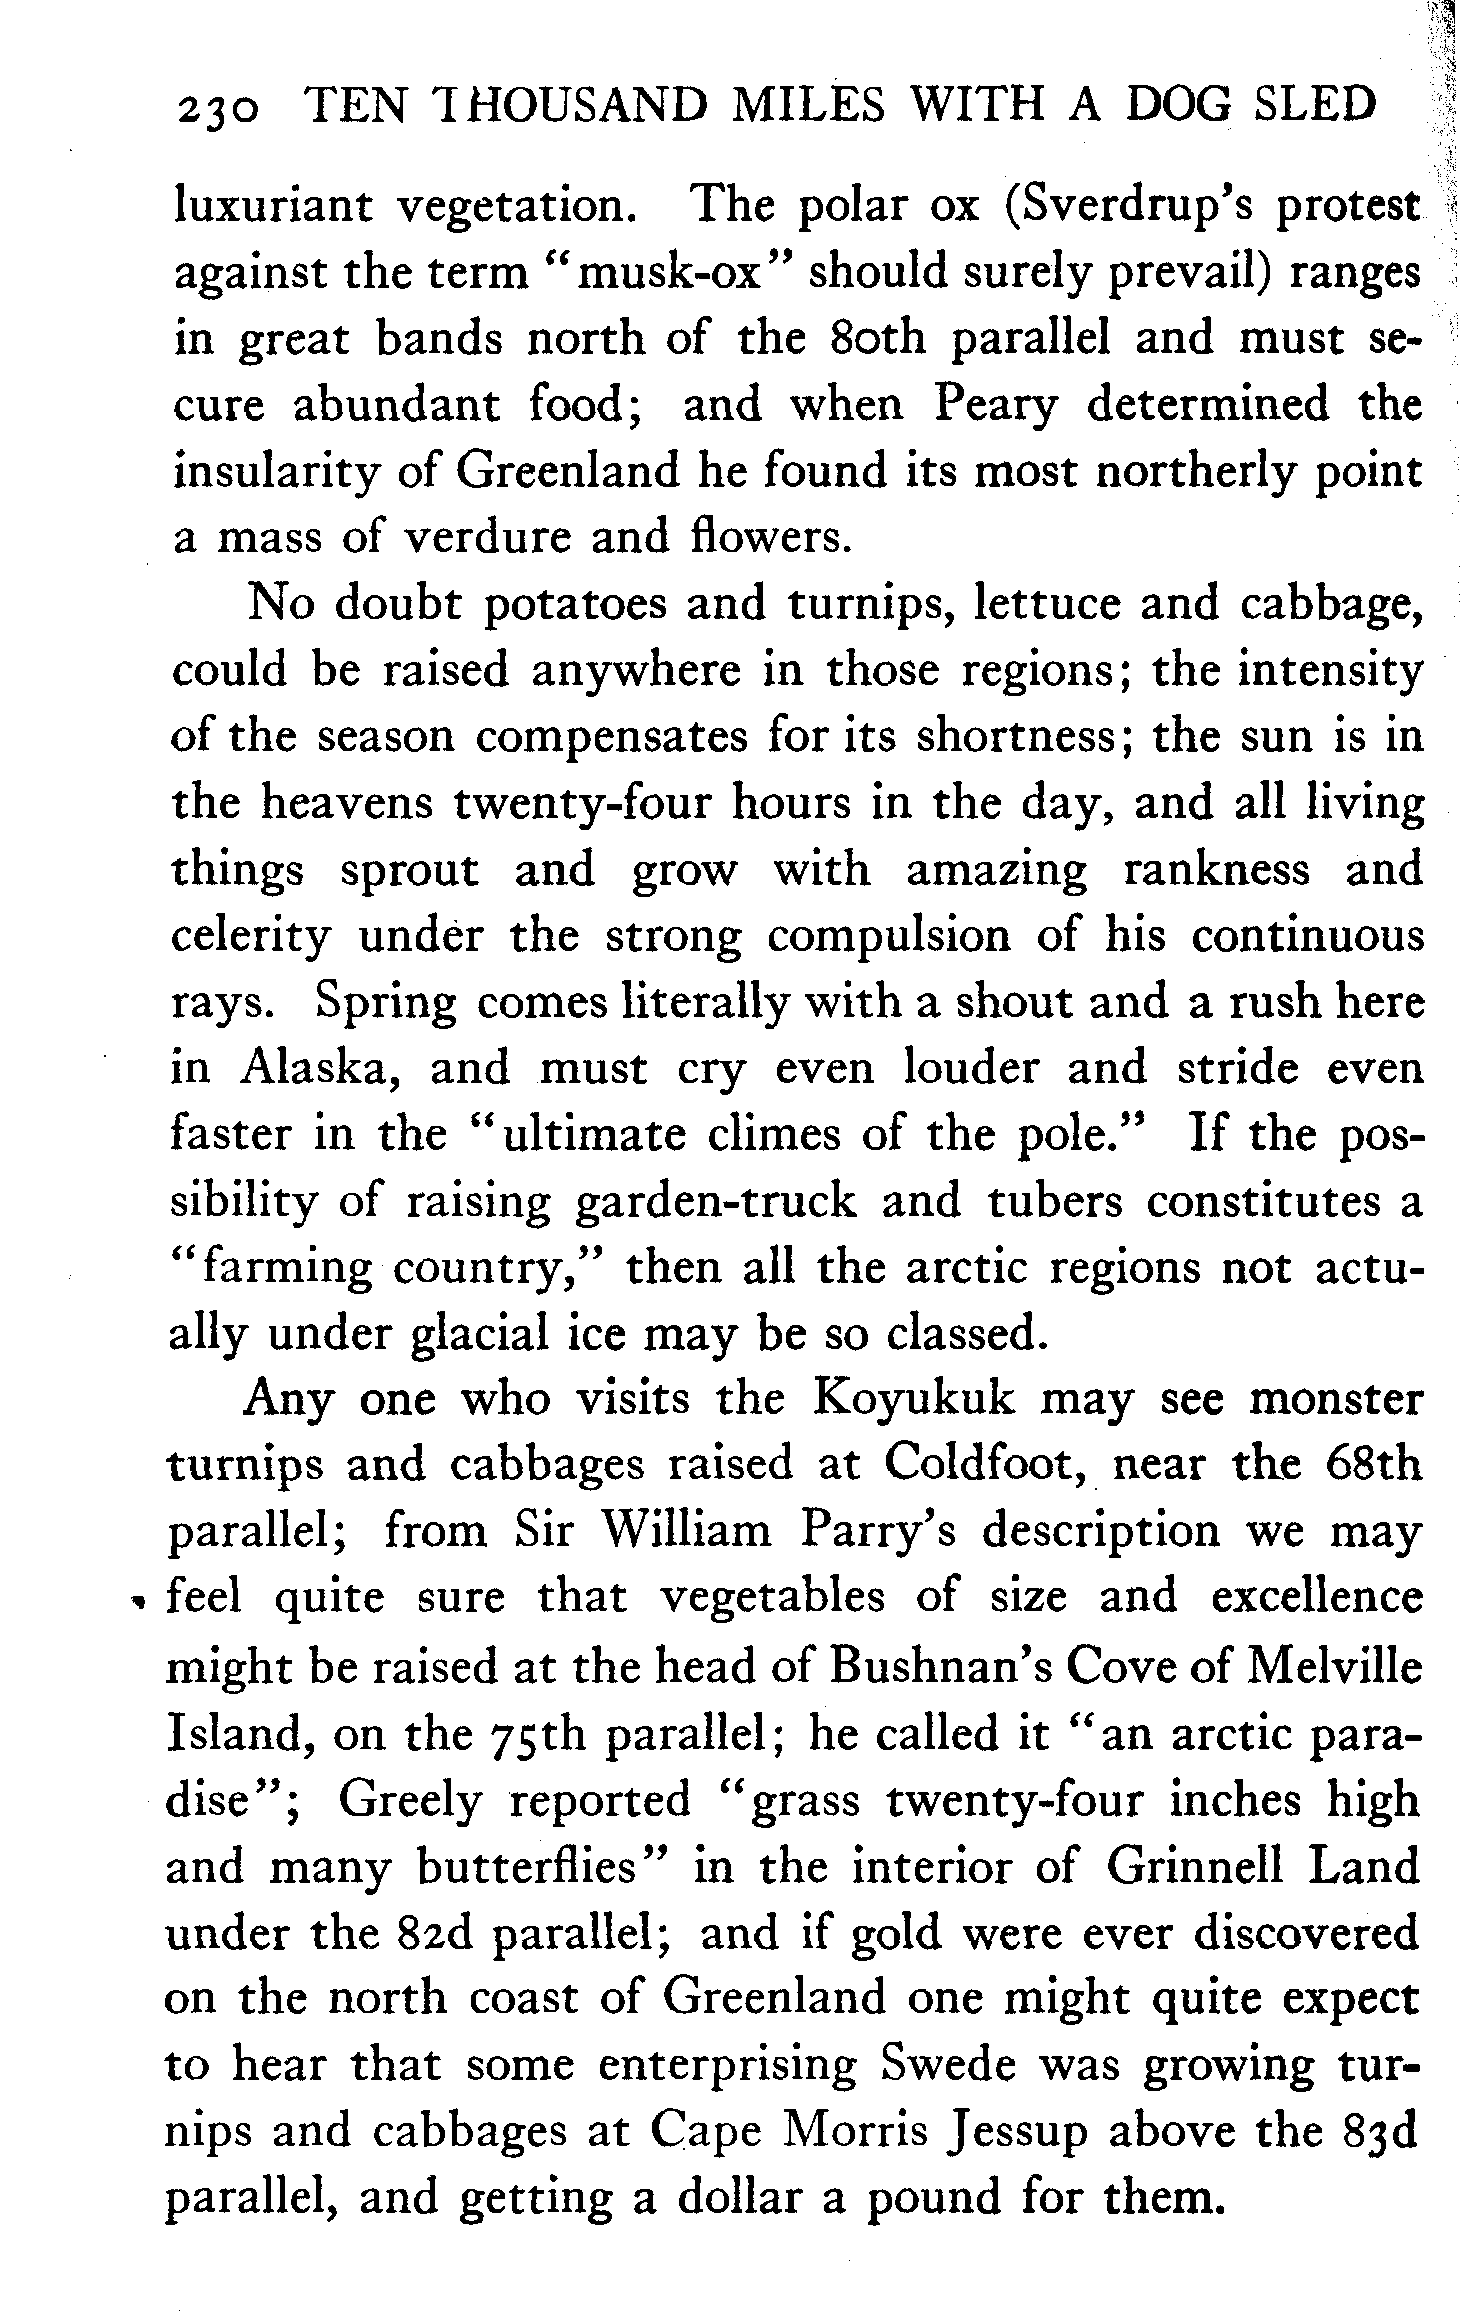 230 TEN THOUSAND MILES WITH A DOG SLED
luxuriant vegetation. The polar ox (Sverdrup's protest
against the term "musk-ox" should surely prevail) ranges
in great bands north of the 80th parallel and must se-
cure abundant food; and when Peary determined the
insularity of Greenland he found its most northerly point
a mass of verdure and flowers.
No doubt potatoes and turnips, lettuce and cabbage,
could be raised anywhere in those regions; the intensity
of the season compensates for its shortness; the sun is in
the heavens twenty-four hours in the day, and all living
things sprout and grow with amazing rankness and
celerity under the strong compulsion of his continuous
rays. Spring comes literally with a shout and a rush here
in Alaska, and must cry even louder and stride even
faster in the "ultimate climes of the pole." If the pos-
sibility of raising garden-truck and tubers constitutes a
"farming country," then all the arctic regions not actu-
ally under glacial ice may be so classed.
Any one who visits the Koyukuk may see monster
turnips and cabbages raised at Coldfoot, near the 68th
parallel; from Sir William Parry's description we may
feel quite sure that vegetables of size and excellence
might be raised at the head of Bushnan's Cove of Melville
Island, on the 75th parallel; he called it "an arctic para-
dise"; Greely reported "grass twenty-four inches high
and many butterflies" in the interior of Grinnell Land
under the 82d parallel; and if gold were ever discovered
on the north coast of Greenland one might quite expect
to hear that some enterprising Swede was growing tur-
nips and cabbages at Cape Morris Jessup above the 83d
parallel, and getting a dollar a pound for them.